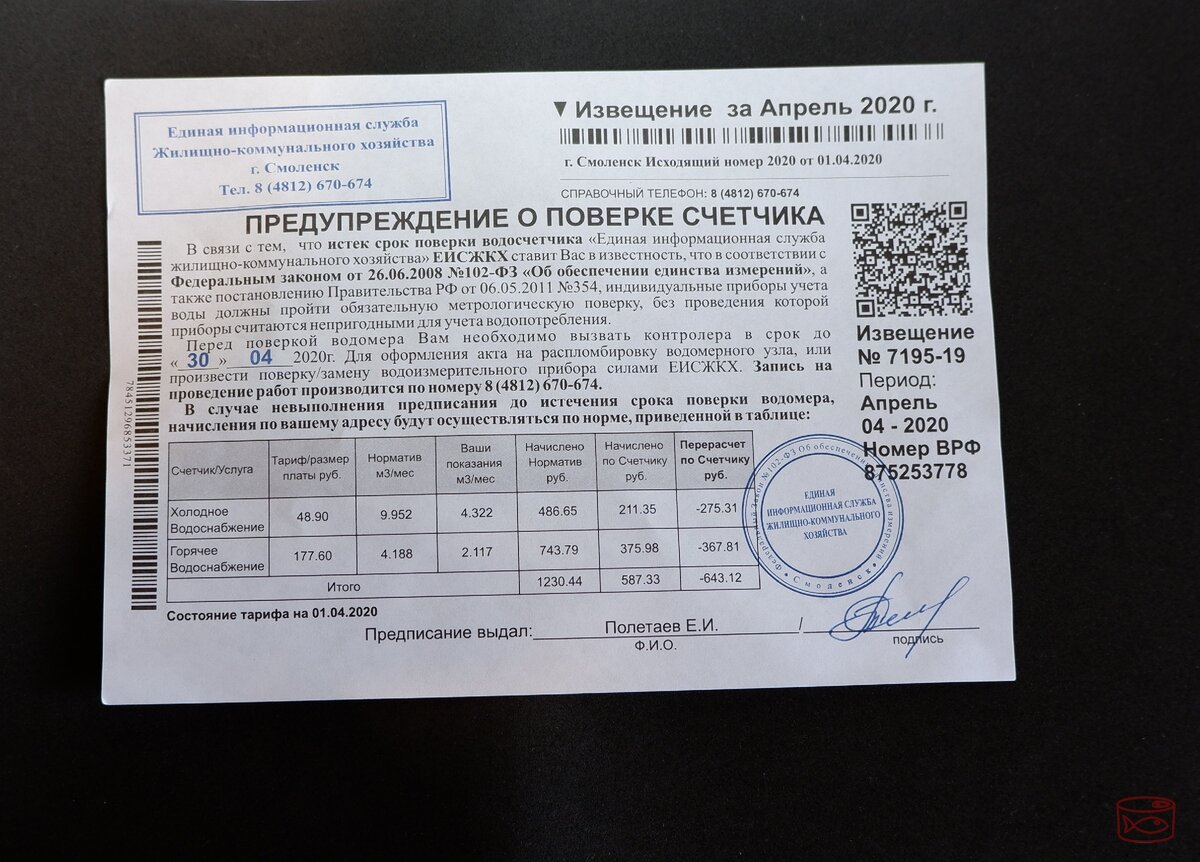 Единая информационная служба
Жилищно-коммунального хозяйства
г. Смоленск
Тел. 8 (4812) 670-674
▼ Извещение за Апрель 2020 г.
г. Смоленск Исходящий номер 2020 от 01.04.2020
СПРАВОЧНЫЙ ТЕЛЕФОН: 8 (4812) 670-674
ПРЕДУПРЕЖДЕНИЕ О ПОВЕРКЕ СЧЕТЧИКА
В связи с тем, что истек срок поверки водосчетчика «Единая информационная служба
жилищно-коммунального хозяйства» ЕИСЖКХ ставит Вас в известность, что в соответствии с
Федеральным законом от 26.06.2008 №102-ФЗ «Об обеспечении единства измерений», а
также постановлению Правительства РФ от 06.05.2011 №354, индивидуальные приборы учета
воды должны пройти обязательную метрологическую поверку, без проведения которой
приборы считаются непригодными для учета водопотребления.
Перед поверкой водомера Вам необходимо вызвать контролера в срок до
« 30 » 04 2020г. Для оформления акта на распломбировку водомерного узла, или
произвести поверку/замену водоизмерительного прибора силами ЕИСЖКХ. Запись на
проведение работ производится по номеру 8 (4812) 670-674.
В случае невыполнения предписания до истечения срока поверки водомера,
начисления по вашему адресу будут осуществляться по норме, приведенной в таблице:
Извещение
№ 7195-19
Период:
Апрель
04 - 2020
Номер ВРФ
875253778
7845129685337​1
Счетчик/Услуга Тариф/размер платы руб. Норматив м3/мес Ваши показания м3/мес Начислено Норматив руб. Начислено по Счетчику руб. Перерасчет по Счетчику руб.
Холодное Водоснабжение 48.90 9.952 4.322 486.65 211.35 -275.31
Горячее Водоснабжение 177.60 4.188 2.117 743.79 375.98 -367.81
Итого 1230.44 587.33 -643.12
ЕДИНАЯ
ИНФОРМАЦИОННАЯ СЛУЖБА
ЖИЛИЩНО-КОММУНАЛЬНОГО
ХОЗЯЙСТВА
Федеральный Закон №102-ФЗ Об обеспечении единства измерений
Смоленск
Состояние тарифа на 01.04.2020
Предписание выдал: Полетаев Е.И. /
Ф.И.О.
подпись